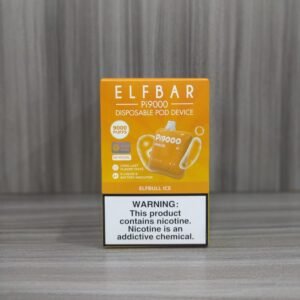 ELFBAR
Pi9000
DISPOSABLE POD DEVICE
9000
PUFFS
Pi9000
ELFBULL ICE
WARNING:
This product
contains nicotine.
Nicotine is an
addictive chemical.